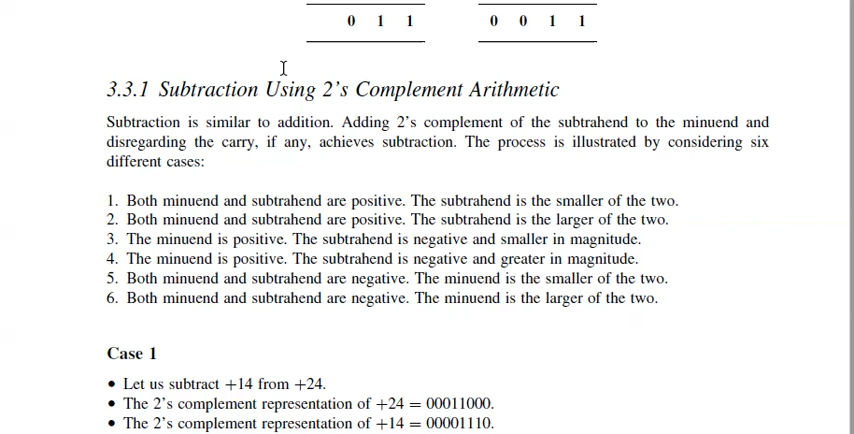 0 1 1 0 0 1 1
3.3.1 Subtraction Using 2's Complement Arithmetic
Subtraction is similar to addition. Adding 2's complement of the subtrahend to the minuend and
disregarding the carry, if any, achieves subtraction. The process is illustrated by considering six
different cases:
1. Both minuend and subtrahend are positive. The subtrahend is the smaller of the two.
2. Both minuend and subtrahend are positive. The subtrahend is the larger of the two.
3. The minuend is positive. The subtrahend is negative and smaller in magnitude.
4. The minuend is positive. The subtrahend is negative and greater in magnitude.
5. Both minuend and subtrahend are negative. The minuend is the smaller of the two.
6. Both minuend and subtrahend are negative. The minuend is the larger of the two.
Case 1
• Let us subtract +14 from +24.
• The 2's complement representation of +24 = 00011000.
• The 2's complement representation of +14 = 00001110.